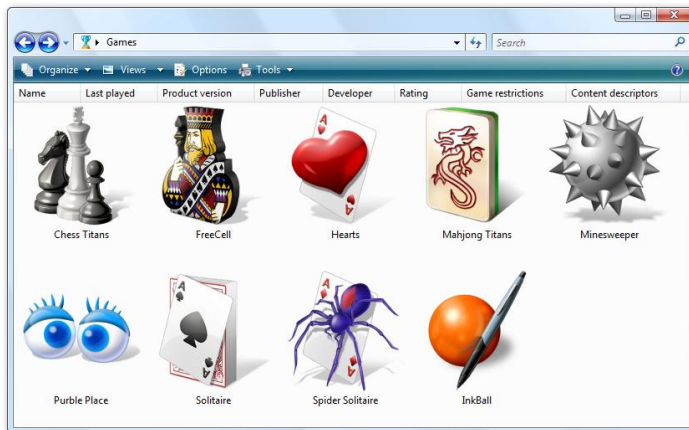 Games
Search
Organize Views Options Tools
Name Last played Product version Publisher Developer Rating Game restrictions Content descriptors
Chess Titans FreeCell Hearts Mahjong Titans Minesweeper
Purble Place Solitaire Spider Solitaire InkBall